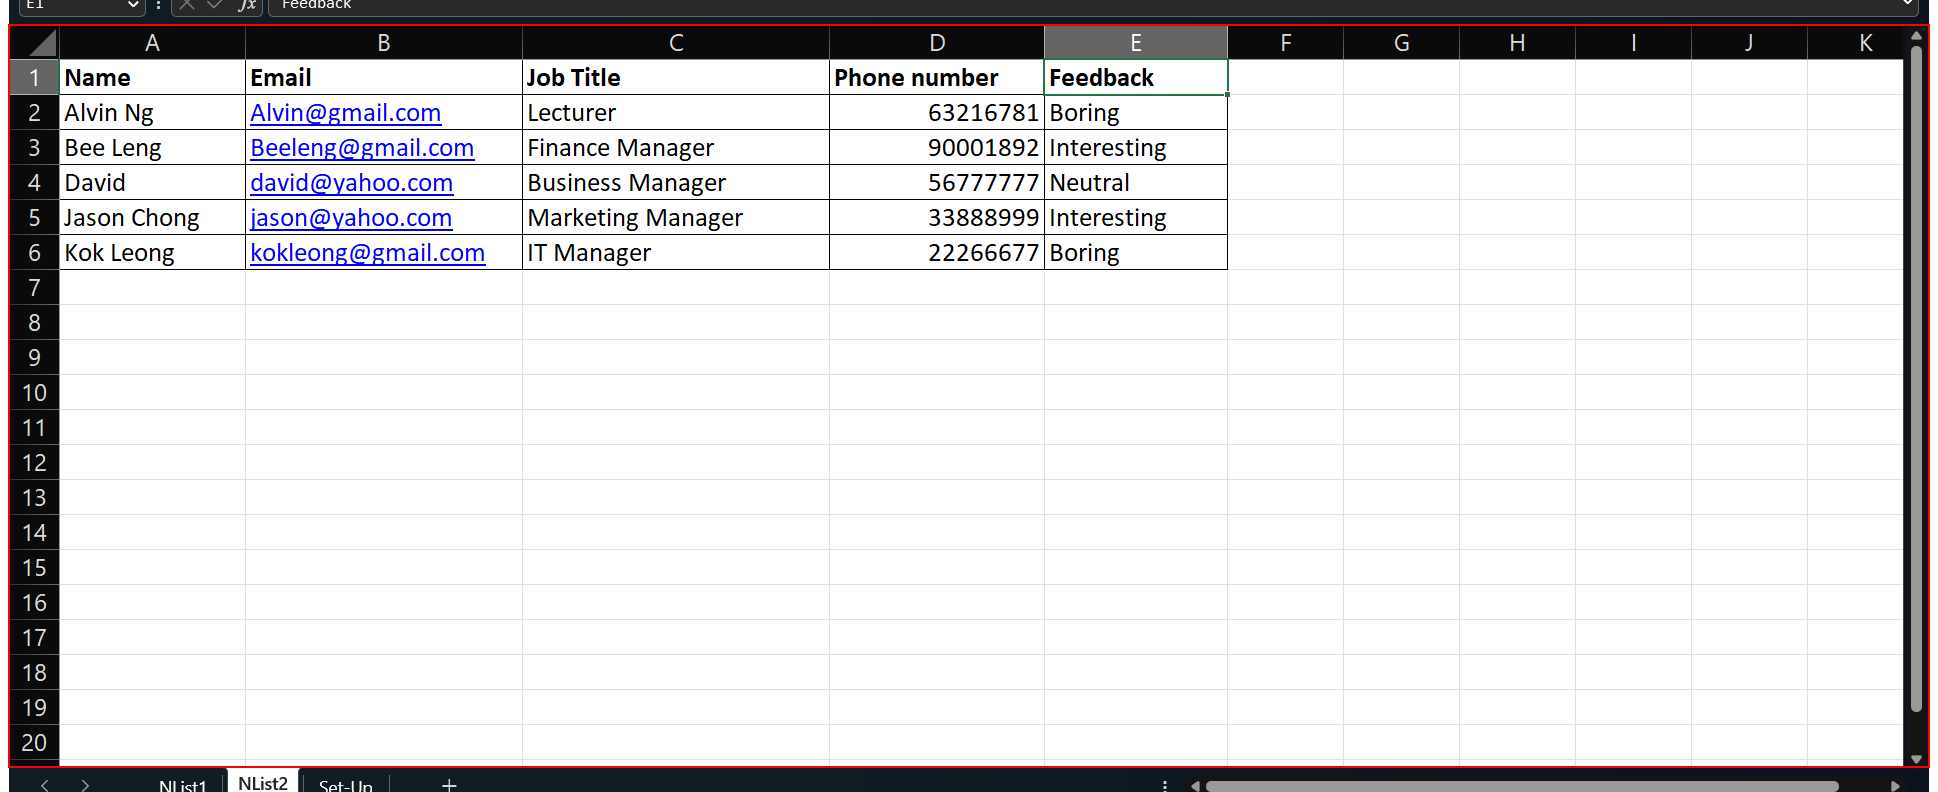 E1 fx Feedback
A B C D E F G H I J K
1 Name Email Job Title Phone number Feedback
2 Alvin Ng Alvin@gmail.com Lecturer 63216781 Boring
3 Bee Leng Beeleng@gmail.com Finance Manager 90001892 Interesting
4 David david@yahoo.com Business Manager 56777777 Neutral
5 Jason Chong jason@yahoo.com Marketing Manager 33888999 Interesting
6 Kok Leong kokleong@gmail.com IT Manager 22266677 Boring
7
8
9
10
11
12
13
14
15
16
17
18
19
20
NList1 NList2 Set-Up +